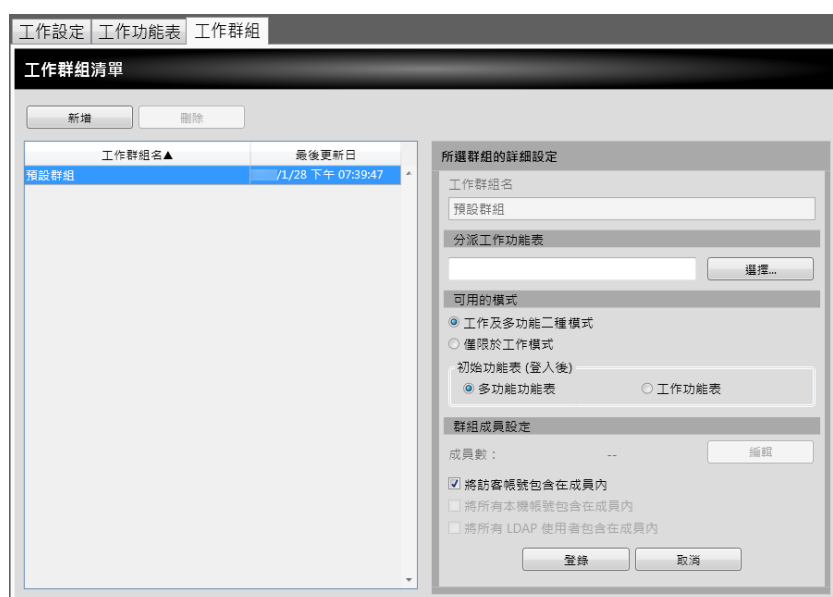 工作設定 工作功能表 工作群組
工作群組清單
新增 刪除
工作群組名▲ 最後更新日
預設群組 /1/28 下午 07:39:47
所選群組的詳細設定
工作群組名
預設群組
分派工作功能表
選擇...
可用的模式
工作及多功能二種模式
僅限於工作模式
初始功能表 (登入後)
多功能功能表 工作功能表
群組成員設定
成員數： -- 編輯
將訪客帳號包含在成員內
將所有本機帳號包含在成員內
將所有 LDAP 使用者包含在成員內
登錄 取消